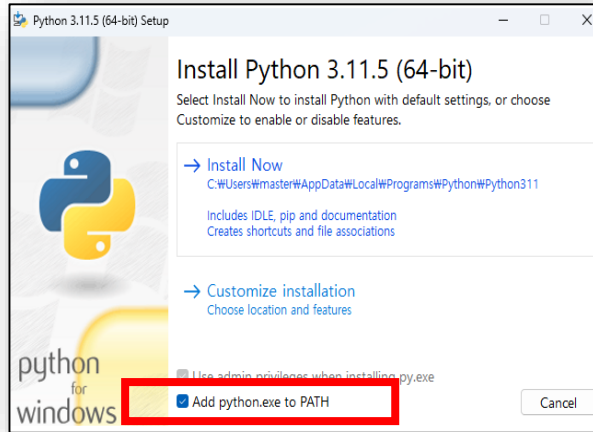 Python 3.11.5 (64-bit) Setup
Install Python 3.11.5 (64-bit)
Select Install Now to install Python with default settings, or choose
Customize to enable or disable features.
→ Install Now
C:₩Users₩master₩AppData₩Local₩Programs₩Python₩Python311
Includes IDLE, pip and documentation
Creates shortcuts and file associations
→ Customize installation
Choose location and features
Use admin privileges when installing py.exe
Add python.exe to PATH
Cancel
python
for
windows